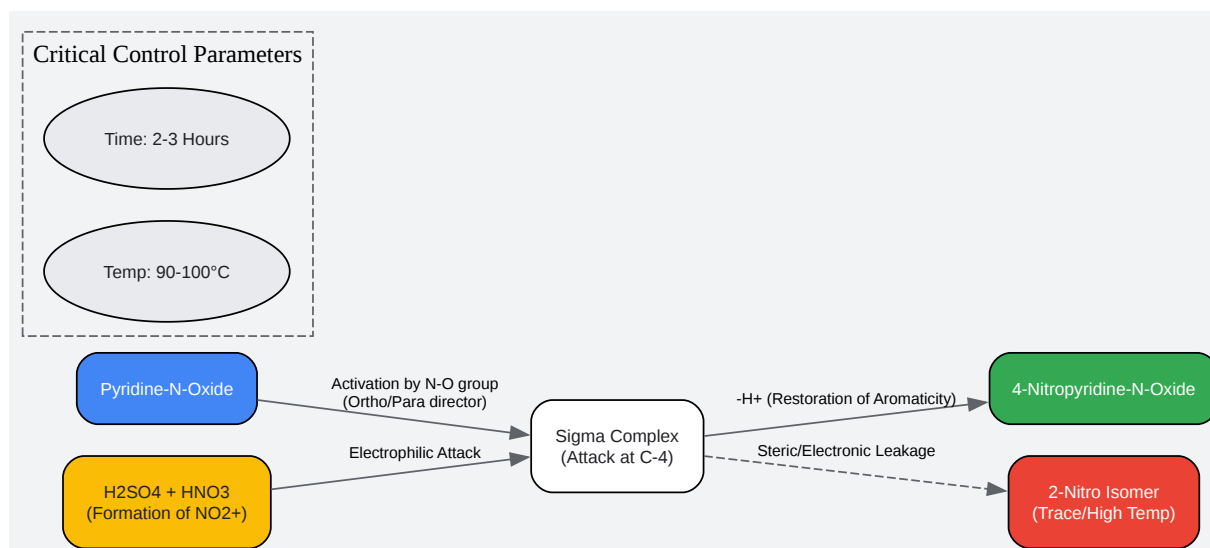 Critical Control Parameters
Time: 2-3 Hours
Temp: 90-100°C
Pyridine-N-Oxide
Activation by N-O group
(Ortho/Para director)
H2SO4 + HNO3
(Formation of NO2+)
Electrophilic Attack
Sigma Complex
(Attack at C-4)
-H+ (Restoration of Aromaticity)
4-Nitropyridine-N-Oxide
Steric/Electronic Leakage
2-Nitro Isomer
(Trace/High Temp)